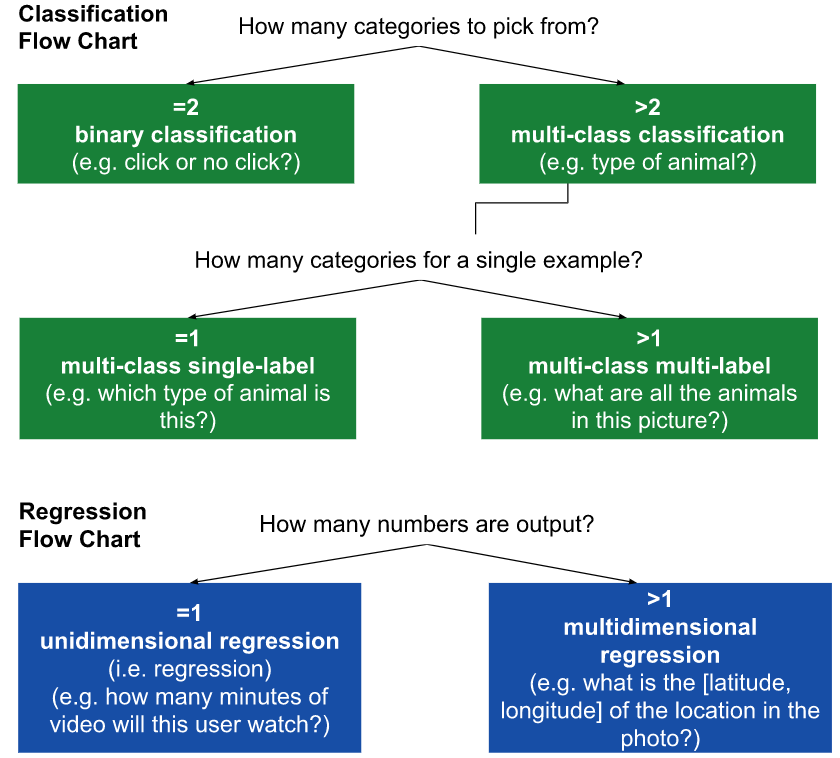 Classification
Flow Chart
How many categories to pick from?
=2
binary classification
(e.g. click or no click?)
>2
multi-class classification
(e.g. type of animal?)
How many categories for a single example?
=1
multi-class single-label
(e.g. which type of animal is
this?)
>1
multi-class multi-label
(e.g. what are all the animals
in this picture?)
Regression
Flow Chart
How many numbers are output?
=1
unidimensional regression
(i.e. regression)
(e.g. how many minutes of
video will this user watch?)
>1
multidimensional
regression
(e.g. what is the [latitude,
longitude] of the location in the
photo?)